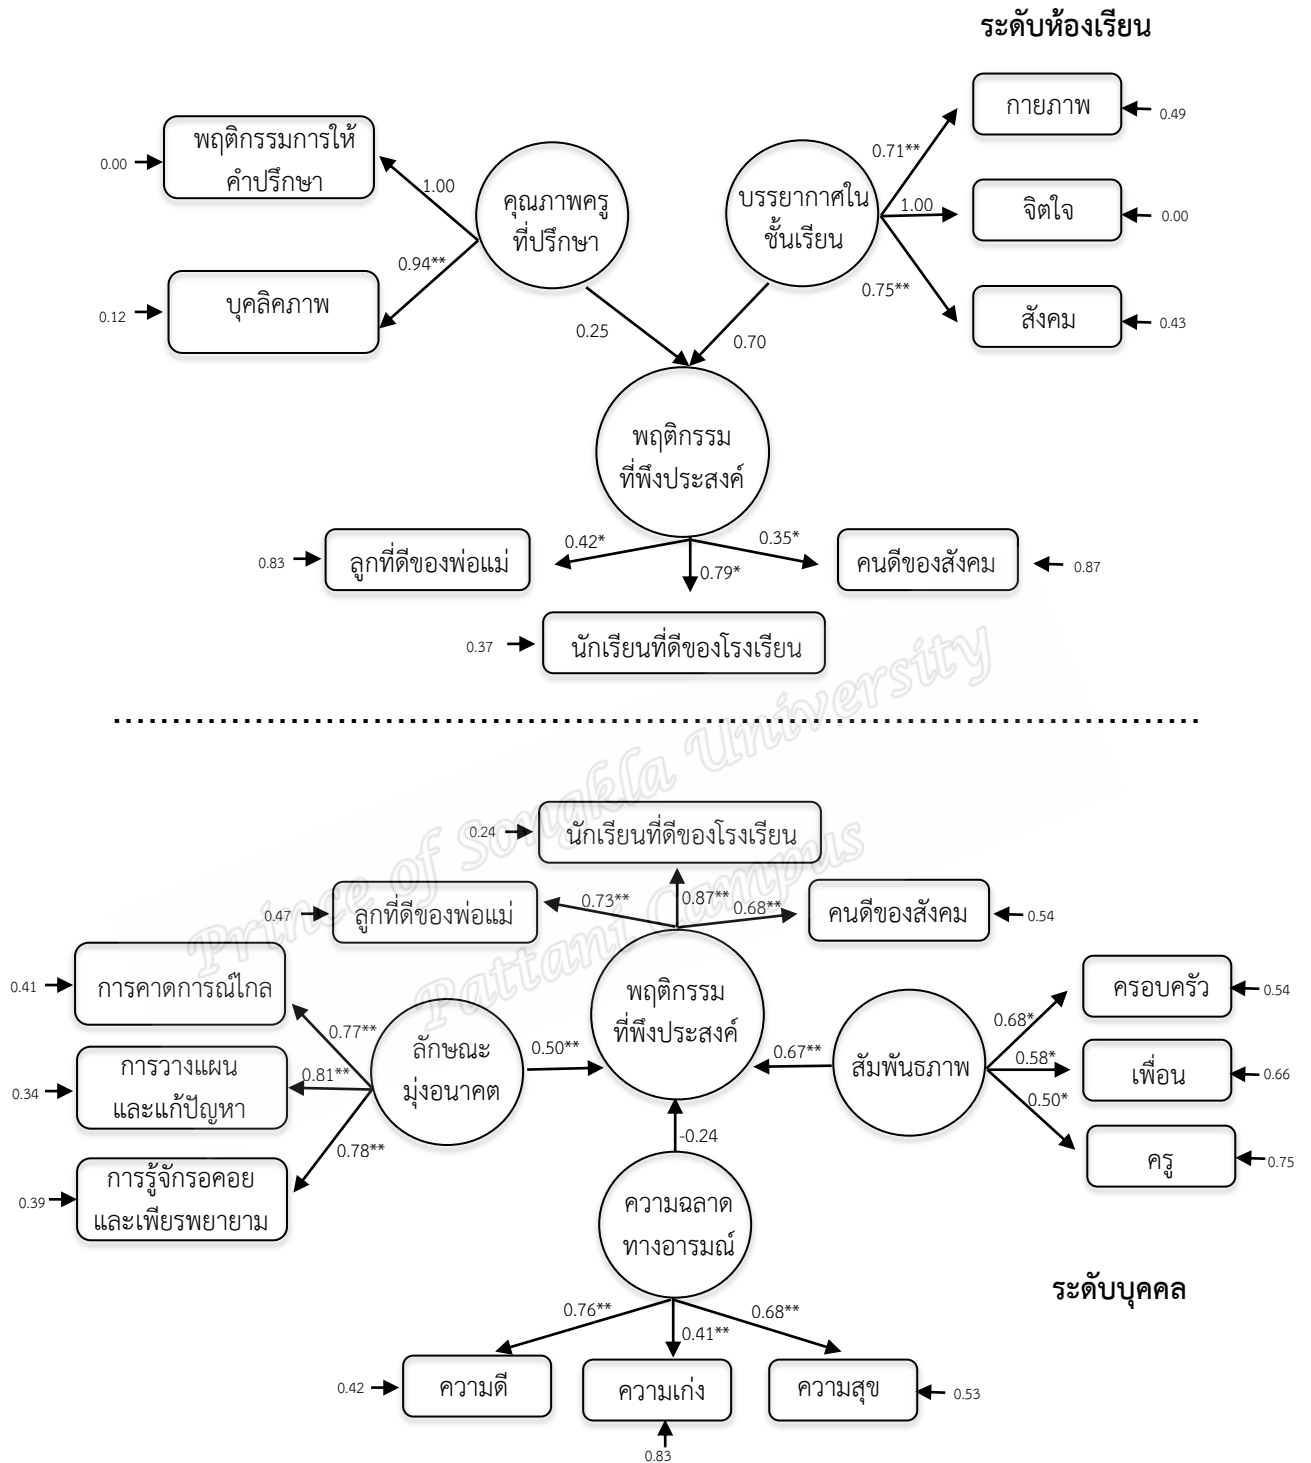 ระดับห้องเรียน
กายภาพ
0.49
0.71**
พฤติกรรมการให้
คำปรึกษา
0.00
1.00
คุณภาพครู
ที่ปรึกษา
บรรยากาศใน
ชั้นเรียน
1.00
จิตใจ
0.00
0.94**
บุคลิกภาพ
0.12
0.75**
สังคม
0.43
0.25
0.70
พฤติกรรม
ที่พึงประสงค์
0.83
ลูกที่ดีของพ่อแม่
0.42*
0.79*
0.35*
คนดีของสังคม
0.87
0.37
นักเรียนที่ดีของโรงเรียน
Prince of Songkla University
Pattani Campus
0.24
นักเรียนที่ดีของโรงเรียน
0.47
ลูกที่ดีของพ่อแม่
0.73**
0.87**
0.68**
คนดีของสังคม
0.54
0.41
การคาดการณ์ไกล
0.77**
พฤติกรรม
ที่พึงประสงค์
ครอบครัว
0.54
0.68*
0.34
การวางแผน
และแก้ปัญหา
0.81**
ลักษณะ
มุ่งอนาคต
0.50**
0.67**
สัมพันธภาพ
0.58*
เพื่อน
0.66
0.50*
ครู
0.75
0.78**
0.39
การรู้จักรอคอย
และเพียรพยายาม
-0.24
ความฉลาด
ทางอารมณ์
ระดับบุคคล
0.76**
0.41**
0.68**
0.42
ความดี
ความเก่ง
ความสุข
0.53
0.83